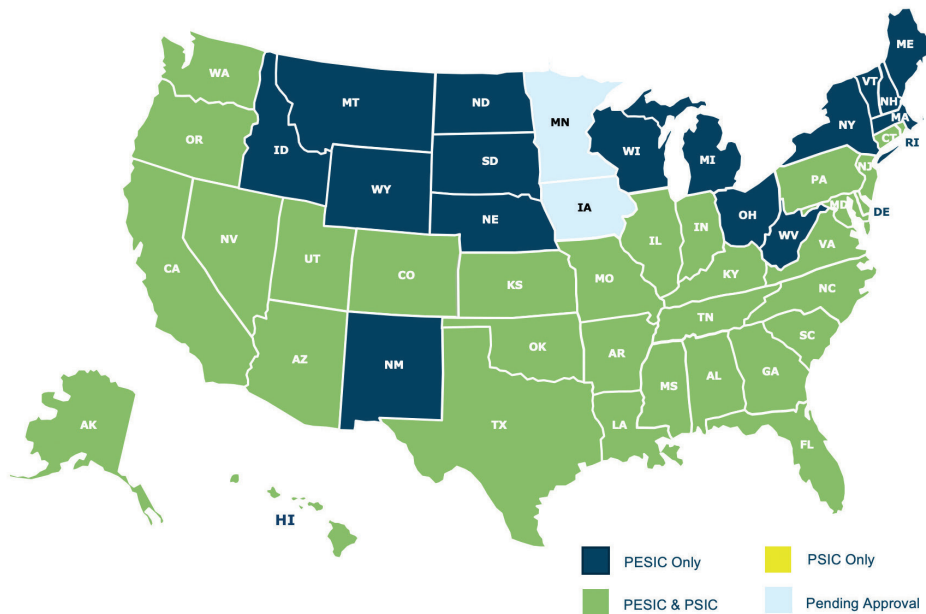 ME
WA
VT
MT
ND
NH
MN
MA
NY
OR
CT
RI
ID
SD
WI
MI
WY
PA
NJ
IA
NE
OH
MD
DE
NV
IL
IN
WV
VA
UT
CA
CO
KS
MO
KY
NC
TN
SC
AZ
NM
OK
AR
MS
AL
GA
AK
TX
LA
FL
HI
PESIC Only
PSIC Only
PESIC & PSIC
Pending Approval